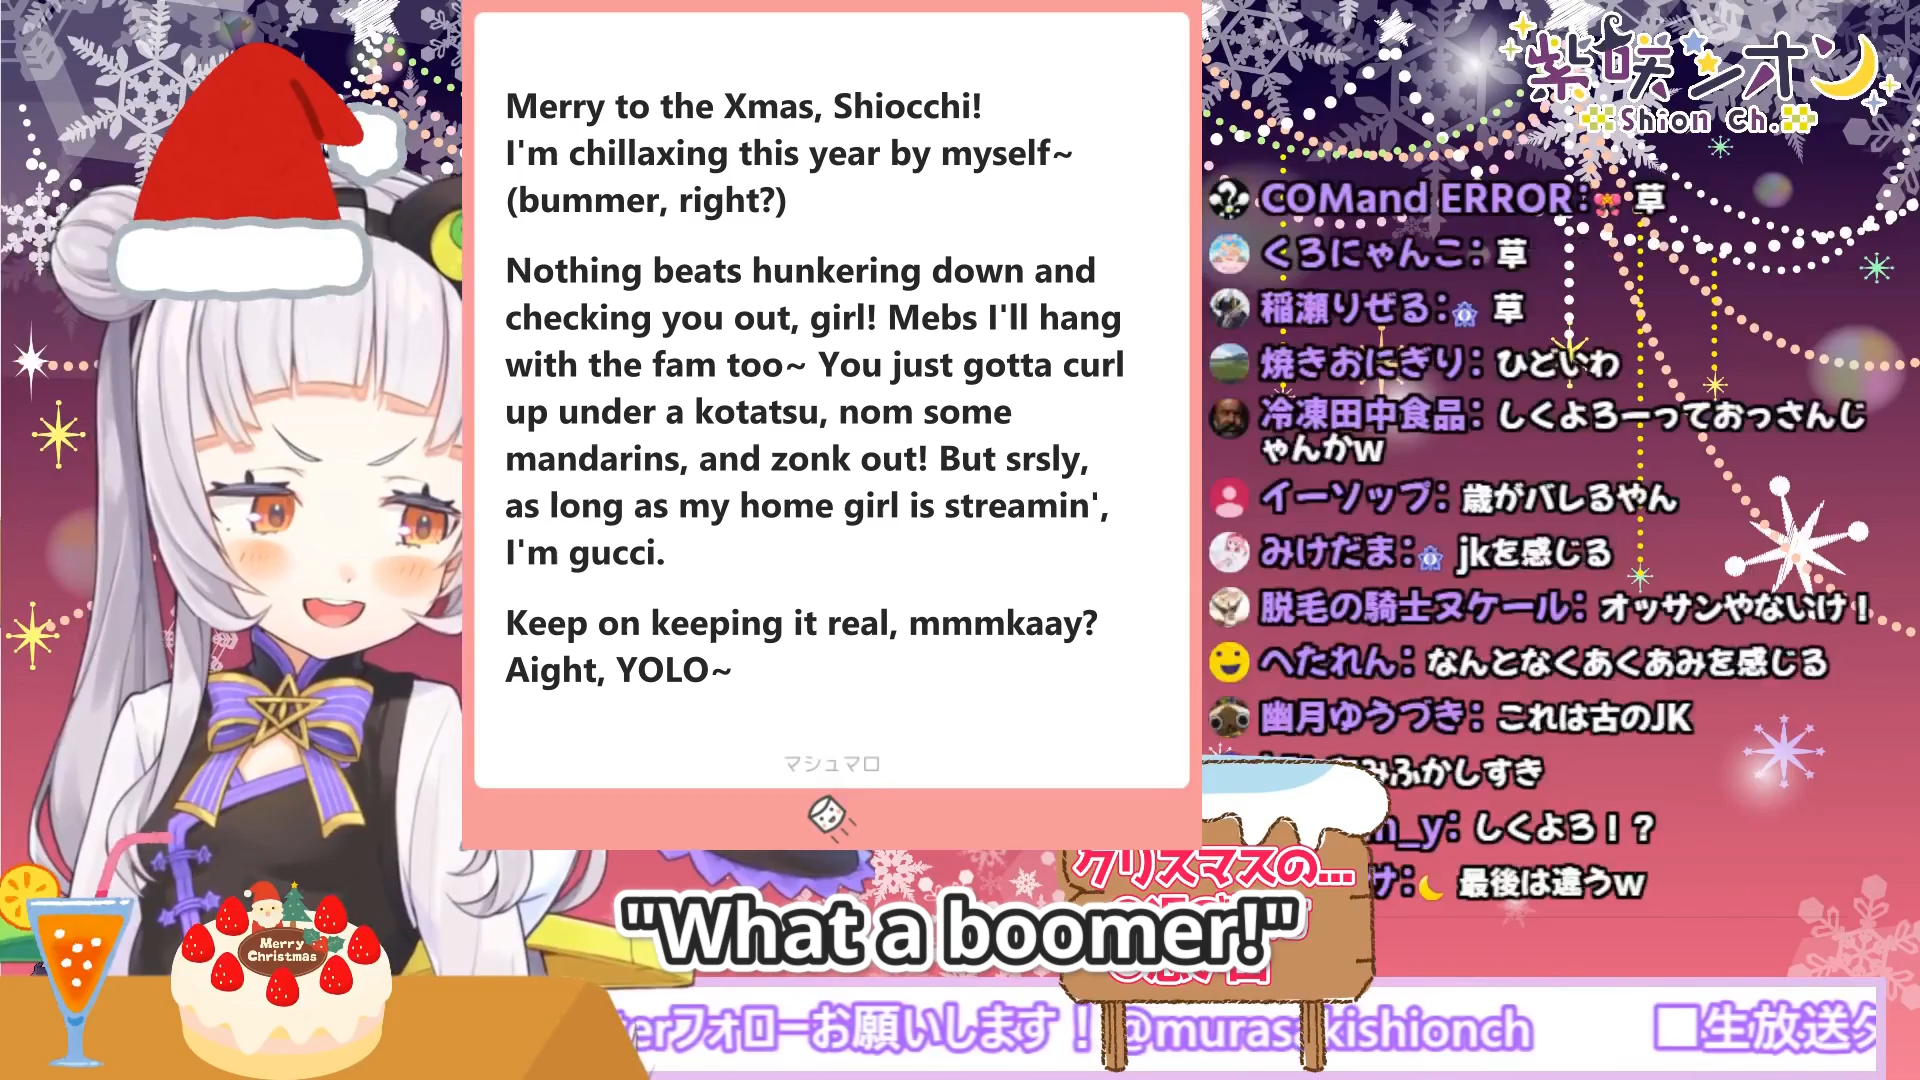 Merry to the Xmas, Shiocchi!
I'm chillaxing this year by myself~
(bummer, right?)
Nothing beats hunkering down and
checking you out, girl! Mebs I'll hang
with the fam too~ You just gotta curl
up under a kotatsu, nom some
mandarins, and zonk out! But srsly,
as long as my home girl is streamin',
I'm gucci.
Keep on keeping it real, mmmkaay?
Aight, YOLO~
マシュマロ
紫咲シオン
Shion Ch.
COMand ERROR: 草
くろにゃんこ: 草
稲瀬りぜる: 草
焼きおにぎり: ひどいわ
冷凍田中食品: しくよろーっておっさんじ
ゃんかw
イーソップ: 歳がバレるやん
みけだま: jkを感じる
脱毛の騎士ヌケール: オッサンやないけ！
へたれん: なんとなくあくあみを感じる
幽月ゆうづき: これは古のJK
みふかしすき
_y: しくよろ！？
け: 最後は違うw
クリスマスの...
"What a boomer!"
Merry
Christmas
terフォローお願いします！ @murasakishionch ■生放送タ